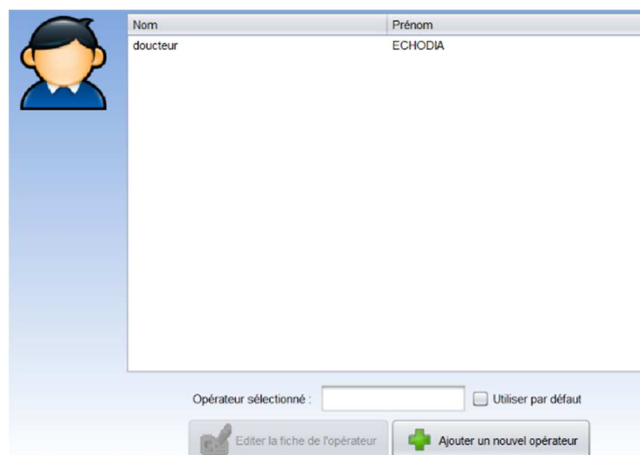 Nom Prénom
doucteur ECHODIA
Opérateur sélectionné : Utiliser par défaut
Editer la fiche de l'opérateur Ajouter un nouvel opérateur